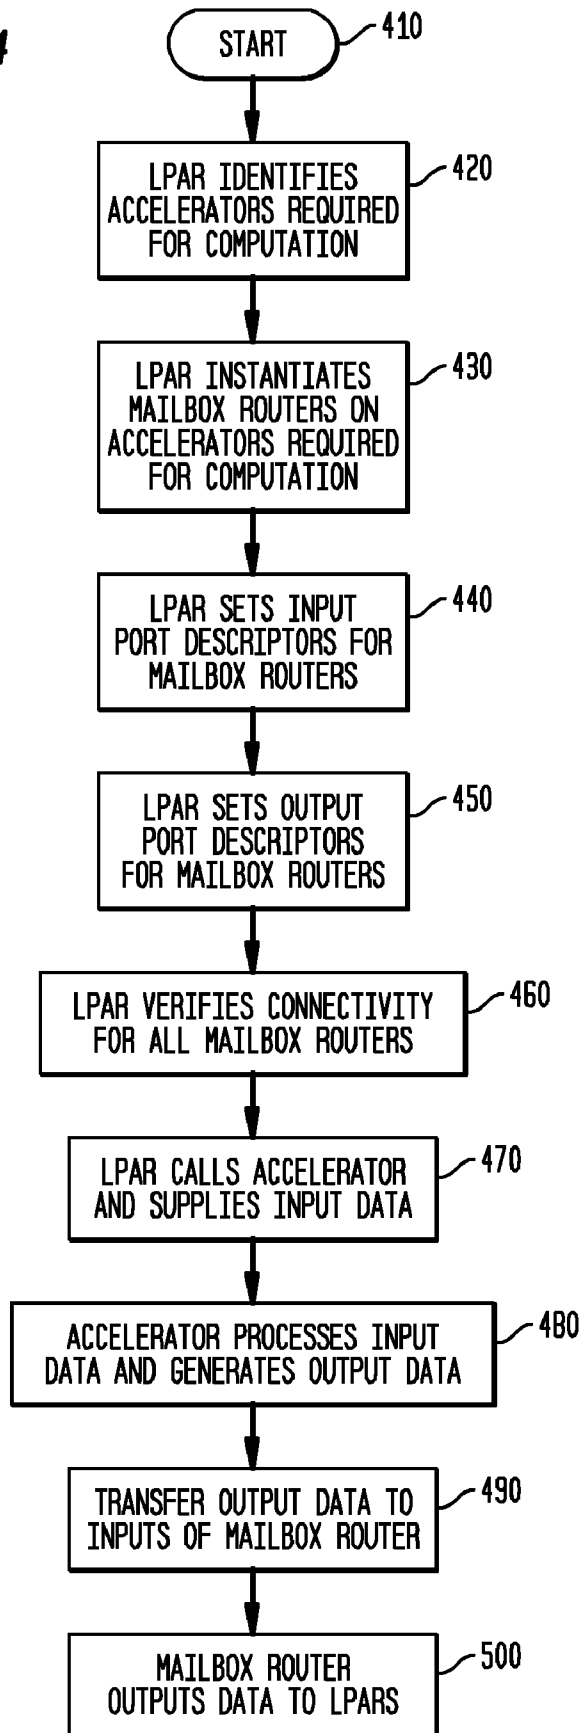 4
START
410
LPAR IDENTIFIES
ACCELERATORS REQUIRED
FOR COMPUTATION
420
LPAR INSTANTIATES
MAILBOX ROUTERS ON
ACCELERATORS REQUIRED
FOR COMPUTATION
430
LPAR SETS INPUT
PORT DESCRIPTORS FOR
MAILBOX ROUTERS
440
LPAR SETS OUTPUT
PORT DESCRIPTORS
FOR MAILBOX ROUTERS
450
LPAR VERIFIES CONNECTIVITY
FOR ALL MAILBOX ROUTERS
460
LPAR CALLS ACCELERATOR
AND SUPPLIES INPUT DATA
470
ACCELERATOR PROCESSES INPUT
DATA AND GENERATES OUTPUT DATA
480
TRANSFER OUTPUT DATA TO
INPUTS OF MAILBOX ROUTER
490
MAILBOX ROUTER
OUTPUTS DATA TO LPARS
500